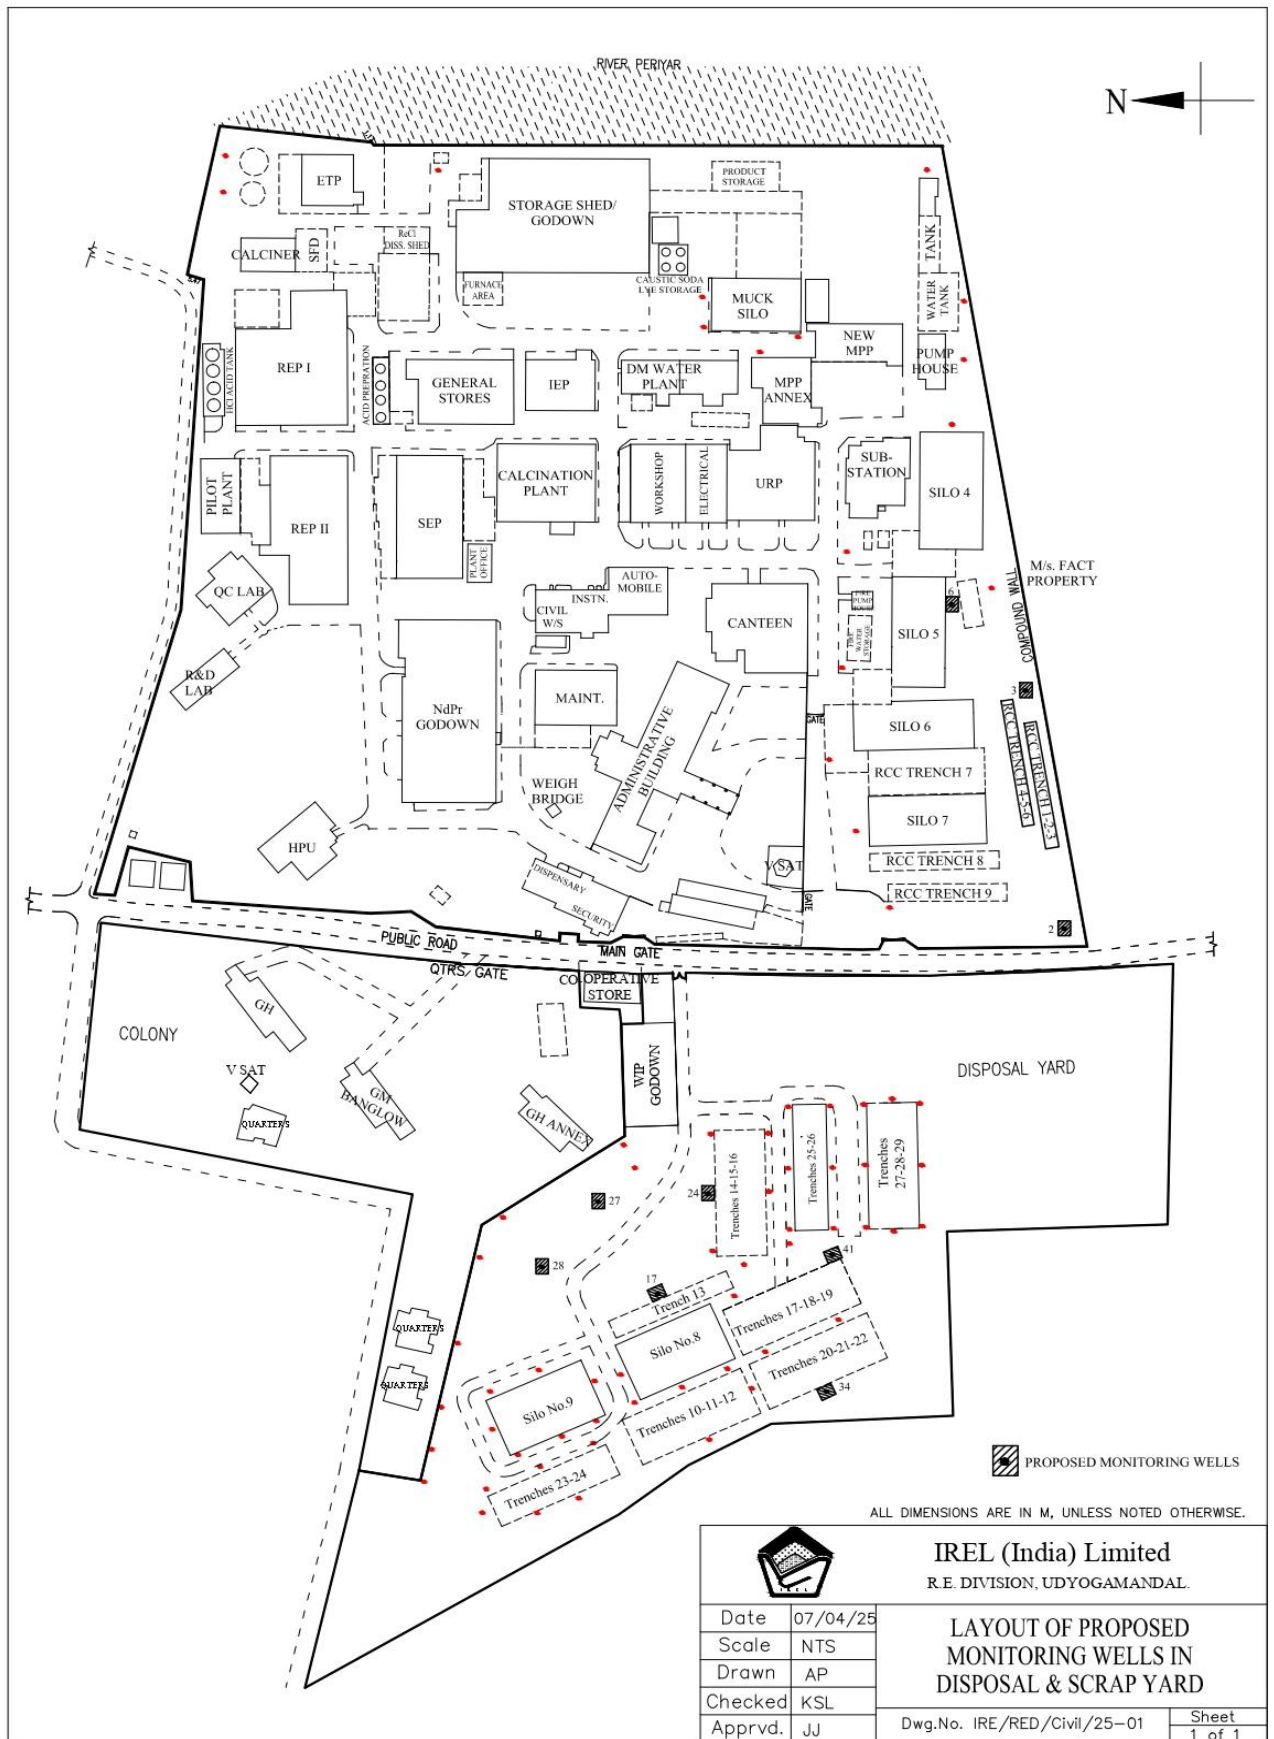 RIVER PERIYAR
N
ETP
PRODUCT
STORAGE
STORAGE SHED/
GODOWN
CALCINER
SFD
ReCl
DISS. SHED
TANK
FURNACE
AREA
CAUSTIC SODA
LYE STORAGE
MUCK
SILO
WATER
TANK
NEW
MPP
PUMP
HOUSE
HCl ACID TANK
REP I
ACID PREPRATION
GENERAL
STORES
IEP
DM WATER
PLANT
MPP
ANNEX
PILOT
PLANT
REP II
SEP
CALCINATION
PLANT
WORKSHOP
ELECTRICAL
URP
SUB-
STATION
SILO 4
PLANT
OFFICE
QC LAB
R&D
LAB
AUTO-
MOBILE
INSTN.
CIVIL
W/S
CANTEEN
FIRE
PUMP
HOUSE
FIRE
WATER
STORAGE
SILO 5
6
M/s. FACT
PROPERTY
COMPOUND WALL
3
NdPr
GODOWN
MAINT.
ADMINISTRATIVE
BUILDING
GATE
SILO 6
RCC TRENCH 7
RCC TRENCH 4-5-6
RCC TRENCH 1-2-3
WEIGH
BRIDGE
SILO 7
HPU
RCC TRENCH 8
V SAT
DISPENSARY
SECURITY
GATE
RCC TRENCH 9
2
PUBLIC ROAD
MAIN GATE
QTRS/GATE
CO-OPERATIVE
STORE
GH
COLONY
V SAT
GM
BANGLOW
QUARTERS
GH ANNEX
WIP
GODOWN
DISPOSAL YARD
27
24
Trenches 14-15-16
Trenches 25-26
Trenches
27-28-29
28
17
41
Trench 13
Trenches 17-18-19
QUARTERS
Silo No.8
Trenches 20-21-22
QUARTERS
34
Silo No.9
Trenches 10-11-12
Trenches 23-24
PROPOSED MONITORING WELLS
ALL DIMENSIONS ARE IN M, UNLESS NOTED OTHERWISE.
I R E L
IREL (India) Limited
R.E. DIVISION, UDYOGAMANDAL.
Date 07/04/25
Scale NTS
Drawn AP
Checked KSL
Apprvd. JJ
LAYOUT OF PROPOSED
MONITORING WELLS IN
DISPOSAL & SCRAP YARD
Dwg.No. IRE/RED/Civil/25-01
Sheet
1 of 1